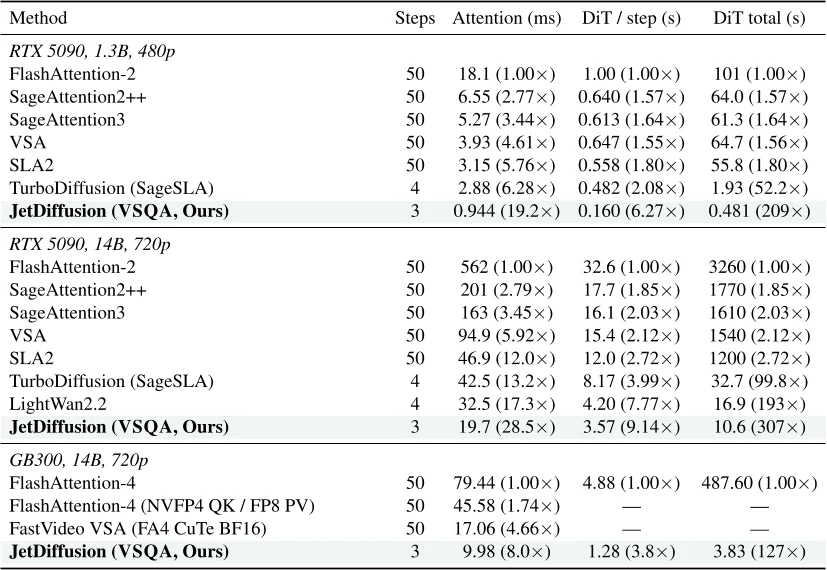 Method Steps Attention (ms) DiT / step (s) DiT total (s)
RTX 5090, 1.3B, 480p
FlashAttention-2 50 18.1 (1.00×) 1.00 (1.00×) 101 (1.00×)
SageAttention2++ 50 6.55 (2.77×) 0.640 (1.57×) 64.0 (1.57×)
SageAttention3 50 5.27 (3.44×) 0.613 (1.64×) 61.3 (1.64×)
VSA 50 3.93 (4.61×) 0.647 (1.55×) 64.7 (1.56×)
SLA2 50 3.15 (5.76×) 0.558 (1.80×) 55.8 (1.80×)
TurboDiffusion (SageSLA) 4 2.88 (6.28×) 0.482 (2.08×) 1.93 (52.2×)
JetDiffusion (VSQA, Ours) 3 0.944 (19.2×) 0.160 (6.27×) 0.481 (209×)
RTX 5090, 14B, 720p
FlashAttention-2 50 562 (1.00×) 32.6 (1.00×) 3260 (1.00×)
SageAttention2++ 50 201 (2.79×) 17.7 (1.85×) 1770 (1.85×)
SageAttention3 50 163 (3.45×) 16.1 (2.03×) 1610 (2.03×)
VSA 50 94.9 (5.92×) 15.4 (2.12×) 1540 (2.12×)
SLA2 50 46.9 (12.0×) 12.0 (2.72×) 1200 (2.72×)
TurboDiffusion (SageSLA) 4 42.5 (13.2×) 8.17 (3.99×) 32.7 (99.8×)
LightWan2.2 4 32.5 (17.3×) 4.20 (7.77×) 16.9 (193×)
JetDiffusion (VSQA, Ours) 3 19.7 (28.5×) 3.57 (9.14×) 10.6 (307×)
GB300, 14B, 720p
FlashAttention-4 50 79.44 (1.00×) 4.88 (1.00×) 487.60 (1.00×)
FlashAttention-4 (NVFP4 QK / FP8 PV) 50 45.58 (1.74×) — —
FastVideo VSA (FA4 CuTe BF16) 50 17.06 (4.66×) — —
JetDiffusion (VSQA, Ours) 3 9.98 (8.0×) 1.28 (3.8×) 3.83 (127×)